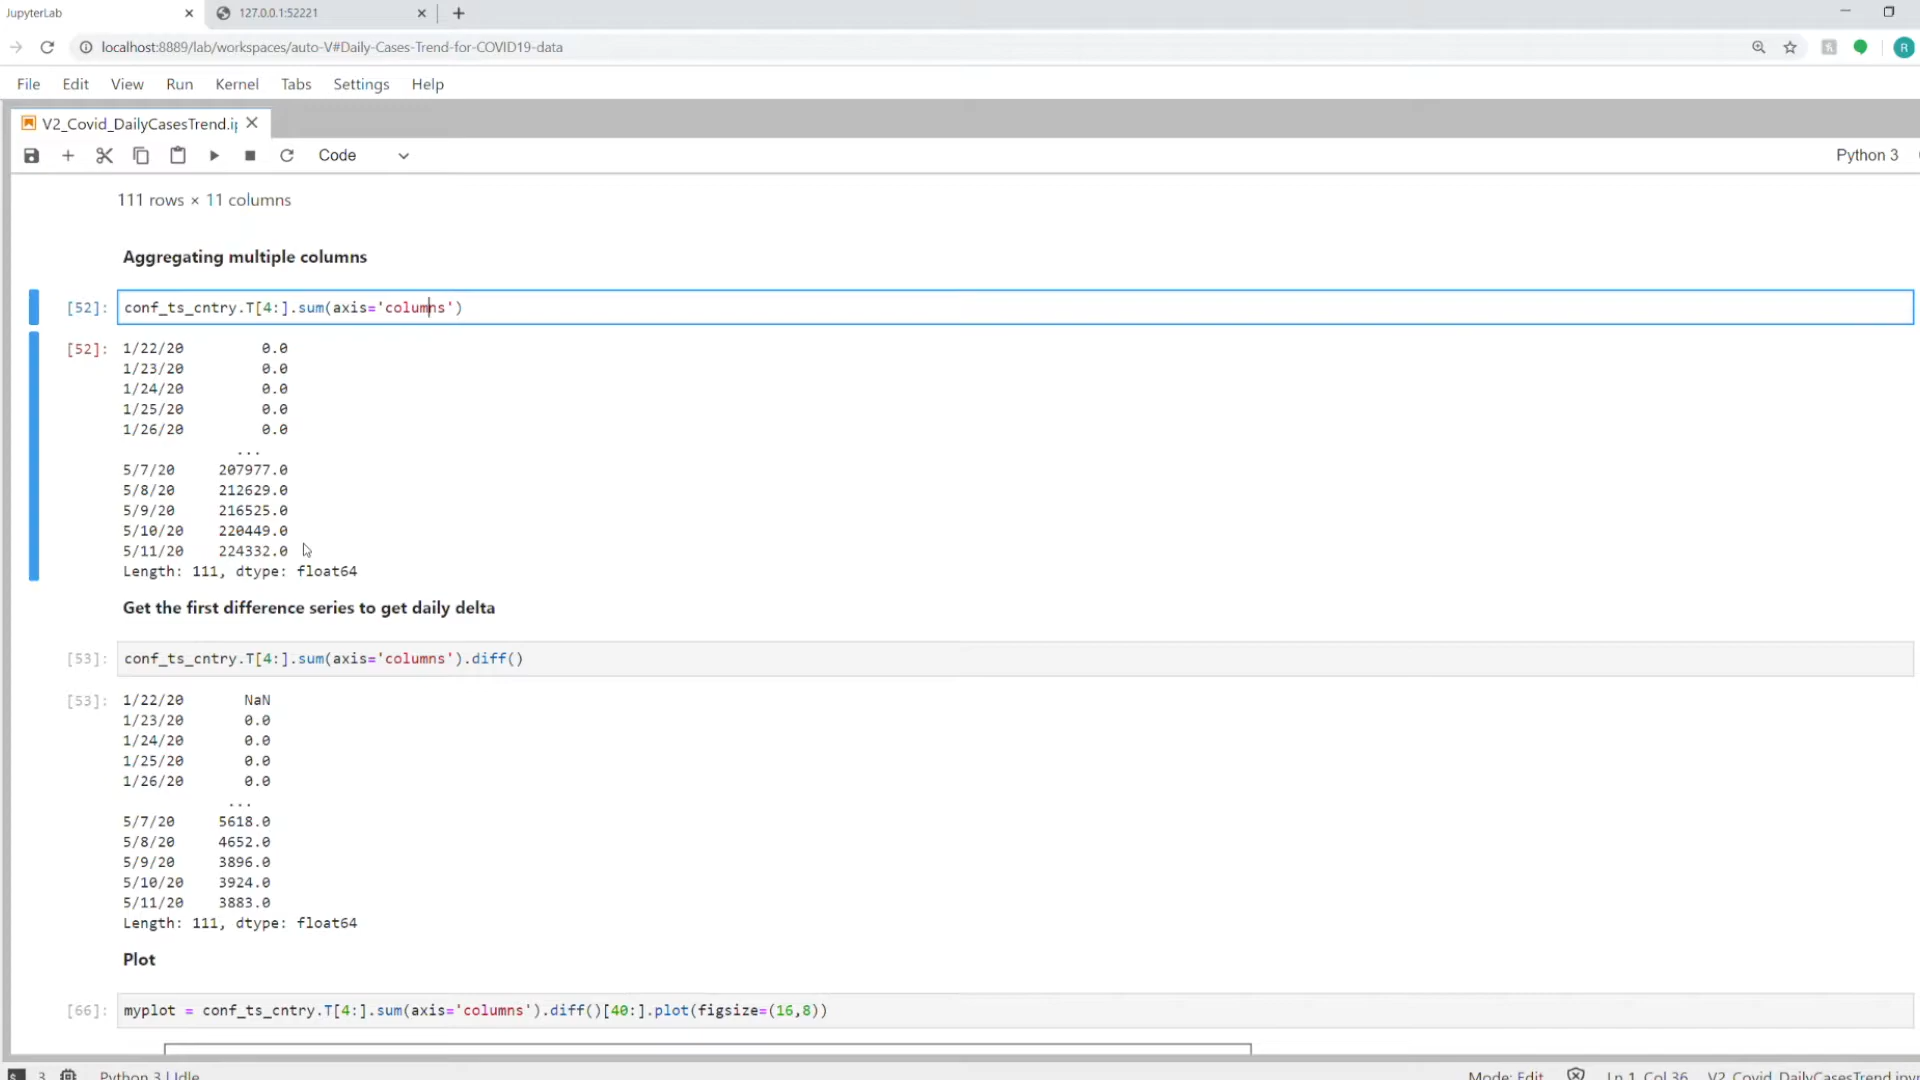 JupyterLab
127.0.0.1:52221
localhost:8889/lab/workspaces/auto-V#Daily-Cases-Trend-for-COVID19-data
R
File Edit View Run Kernel Tabs Settings Help
V2_Covid_DailyCasesTrend.ip
Code
Python 3
111 rows × 11 columns
Aggregating multiple columns
[52]: conf_ts_cntry.T[4:].sum(axis='columns')
[52]: 1/22/20 0.0
1/23/20 0.0
1/24/20 0.0
1/25/20 0.0
1/26/20 0.0
...
5/7/20 207977.0
5/8/20 212629.0
5/9/20 216525.0
5/10/20 220449.0
5/11/20 224332.0
Length: 111, dtype: float64
Get the first difference series to get daily delta
[53]: conf_ts_cntry.T[4:].sum(axis='columns').diff()
[53]: 1/22/20 NaN
1/23/20 0.0
1/24/20 0.0
1/25/20 0.0
1/26/20 0.0
...
5/7/20 5618.0
5/8/20 4652.0
5/9/20 3896.0
5/10/20 3924.0
5/11/20 3883.0
Length: 111, dtype: float64
Plot
[66]: myplot = conf_ts_cntry.T[4:].sum(axis='columns').diff()[40:].plot(figsize=(16,8))
3 Python 3 | Idle Mode: Edit Ln 1, Col 36 V2_Covid_DailyCasesTrend.ipyn